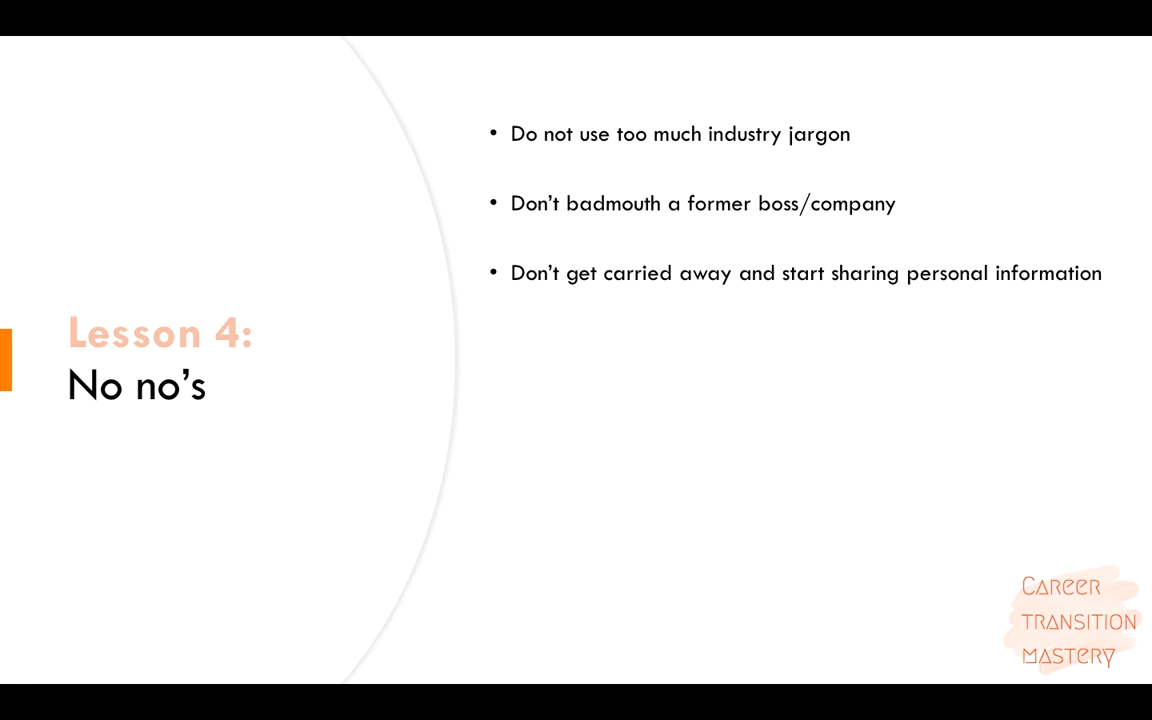 Lesson 4:
No no’s
• Do not use too much industry jargon
• Don’t badmouth a former boss/company
• Don’t get carried away and start sharing personal information
CAREER
TRANSITION
MASTERY